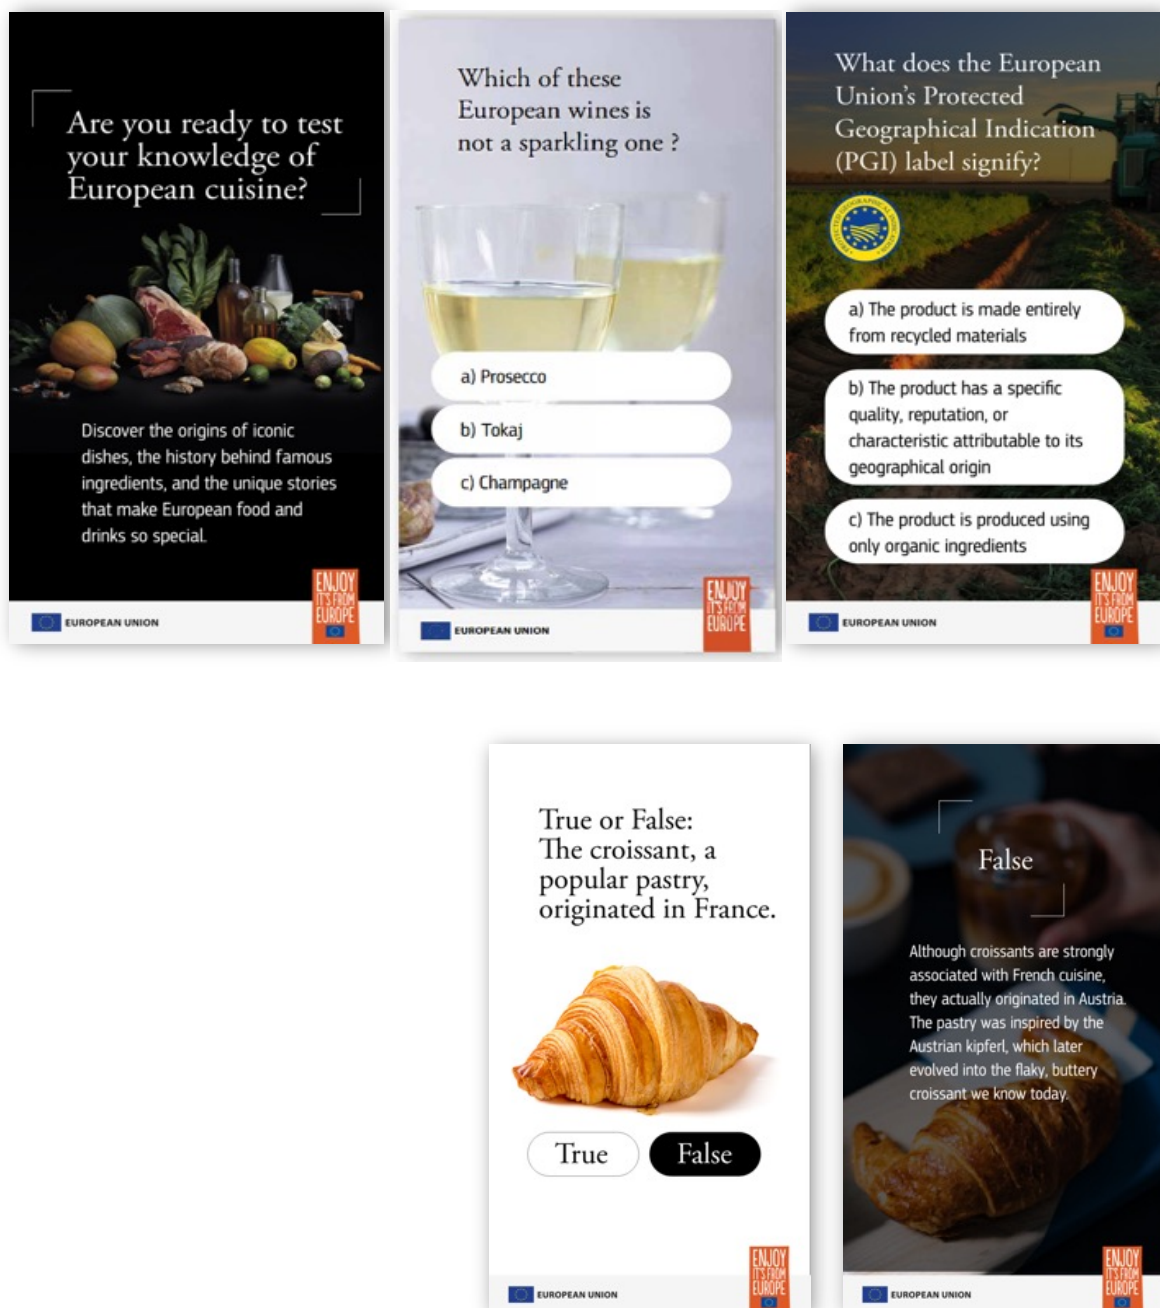 Are you ready to test
your knowledge of
European cuisine?
Discover the origins of iconic
dishes, the history behind famous
ingredients, and the unique stories
that make European food and
drinks so special.
ENJOY
IT'S FROM
EUROPE
EUROPEAN UNION
Which of these
European wines is
not a sparkling one ?
a) Prosecco
b) Tokaj
c) Champagne
ENJOY
IT'S FROM
EUROPE
EUROPEAN UNION
What does the European
Union's Protected
Geographical Indication
(PGI) label signify?
PROTECTED GEOGRAPHICAL INDICATION
a) The product is made entirely
from recycled materials
b) The product has a specific
quality, reputation, or
characteristic attributable to its
geographical origin
c) The product is produced using
only organic ingredients
ENJOY
IT'S FROM
EUROPE
EUROPEAN UNION
True or False:
The croissant, a
popular pastry,
originated in France.
True False
ENJOY
IT'S FROM
EUROPE
EUROPEAN UNION
False
Although croissants are strongly
associated with French cuisine,
they actually originated in Austria.
The pastry was inspired by the
Austrian kipferl, which later
evolved into the flaky, buttery
croissant we know today.
ENJOY
IT'S FROM
EUROPE
EUROPEAN UNION